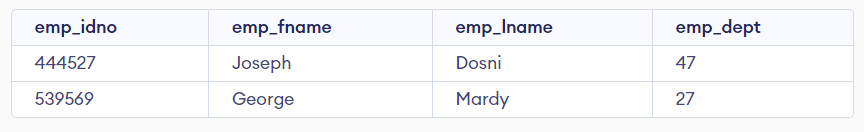 emp_idno emp_fname emp_lname emp_dept
444527 Joseph Dosni 47
539569 George Mardy 27